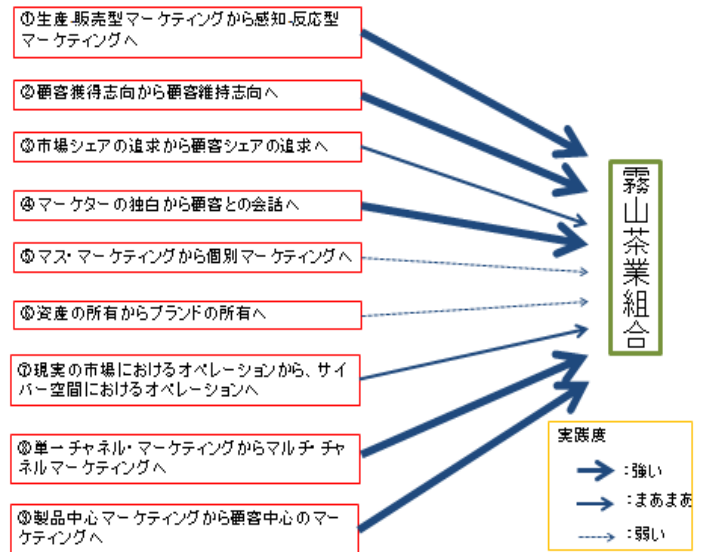 ①生産-販売型マーケティングから感知-反応型
マーケティングへ
②顧客獲得志向から顧客維持志向へ
③市場シェアの追求から顧客シェアの追求へ
④マーケターの独白から顧客との会話へ
⑤マス・マーケティングから個別マーケティングへ
⑥資産の所有からブランドの所有へ
⑦現実の市場におけるオペレーションから、サイ
バー空間におけるオペレーションへ
⑧単一チャネル・マーケティングからマルチ・チャ
ネルマーケティングへ
⑨製品中心マーケティングから顧客中心のマー
ケティングへ
霧山茶業組合
実践度
：強い
：まあまあ
：弱い